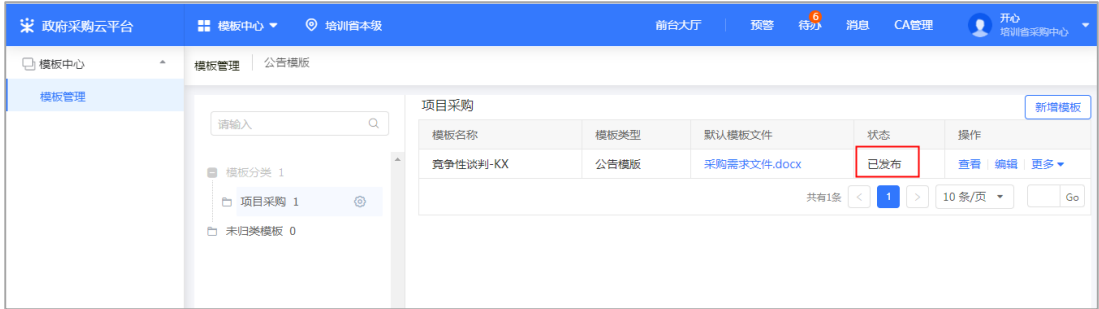 政府采购云平台 模板中心 培训省本级 前台大厅 预警 待办 6 消息 CA管理 开心
培训省采购中心
模板中心 模板管理 公告模版
模板管理
项目采购 新增模板
请输入
模板名称 模板类型 默认模板文件 状态 操作
竞争性谈判-KX 公告模版 采购需求文件.docx 已发布 查看 编辑 更多
模板分类 1
项目采购 1
共有1条 < 1 > 10 条/页 Go
未归类模板 0